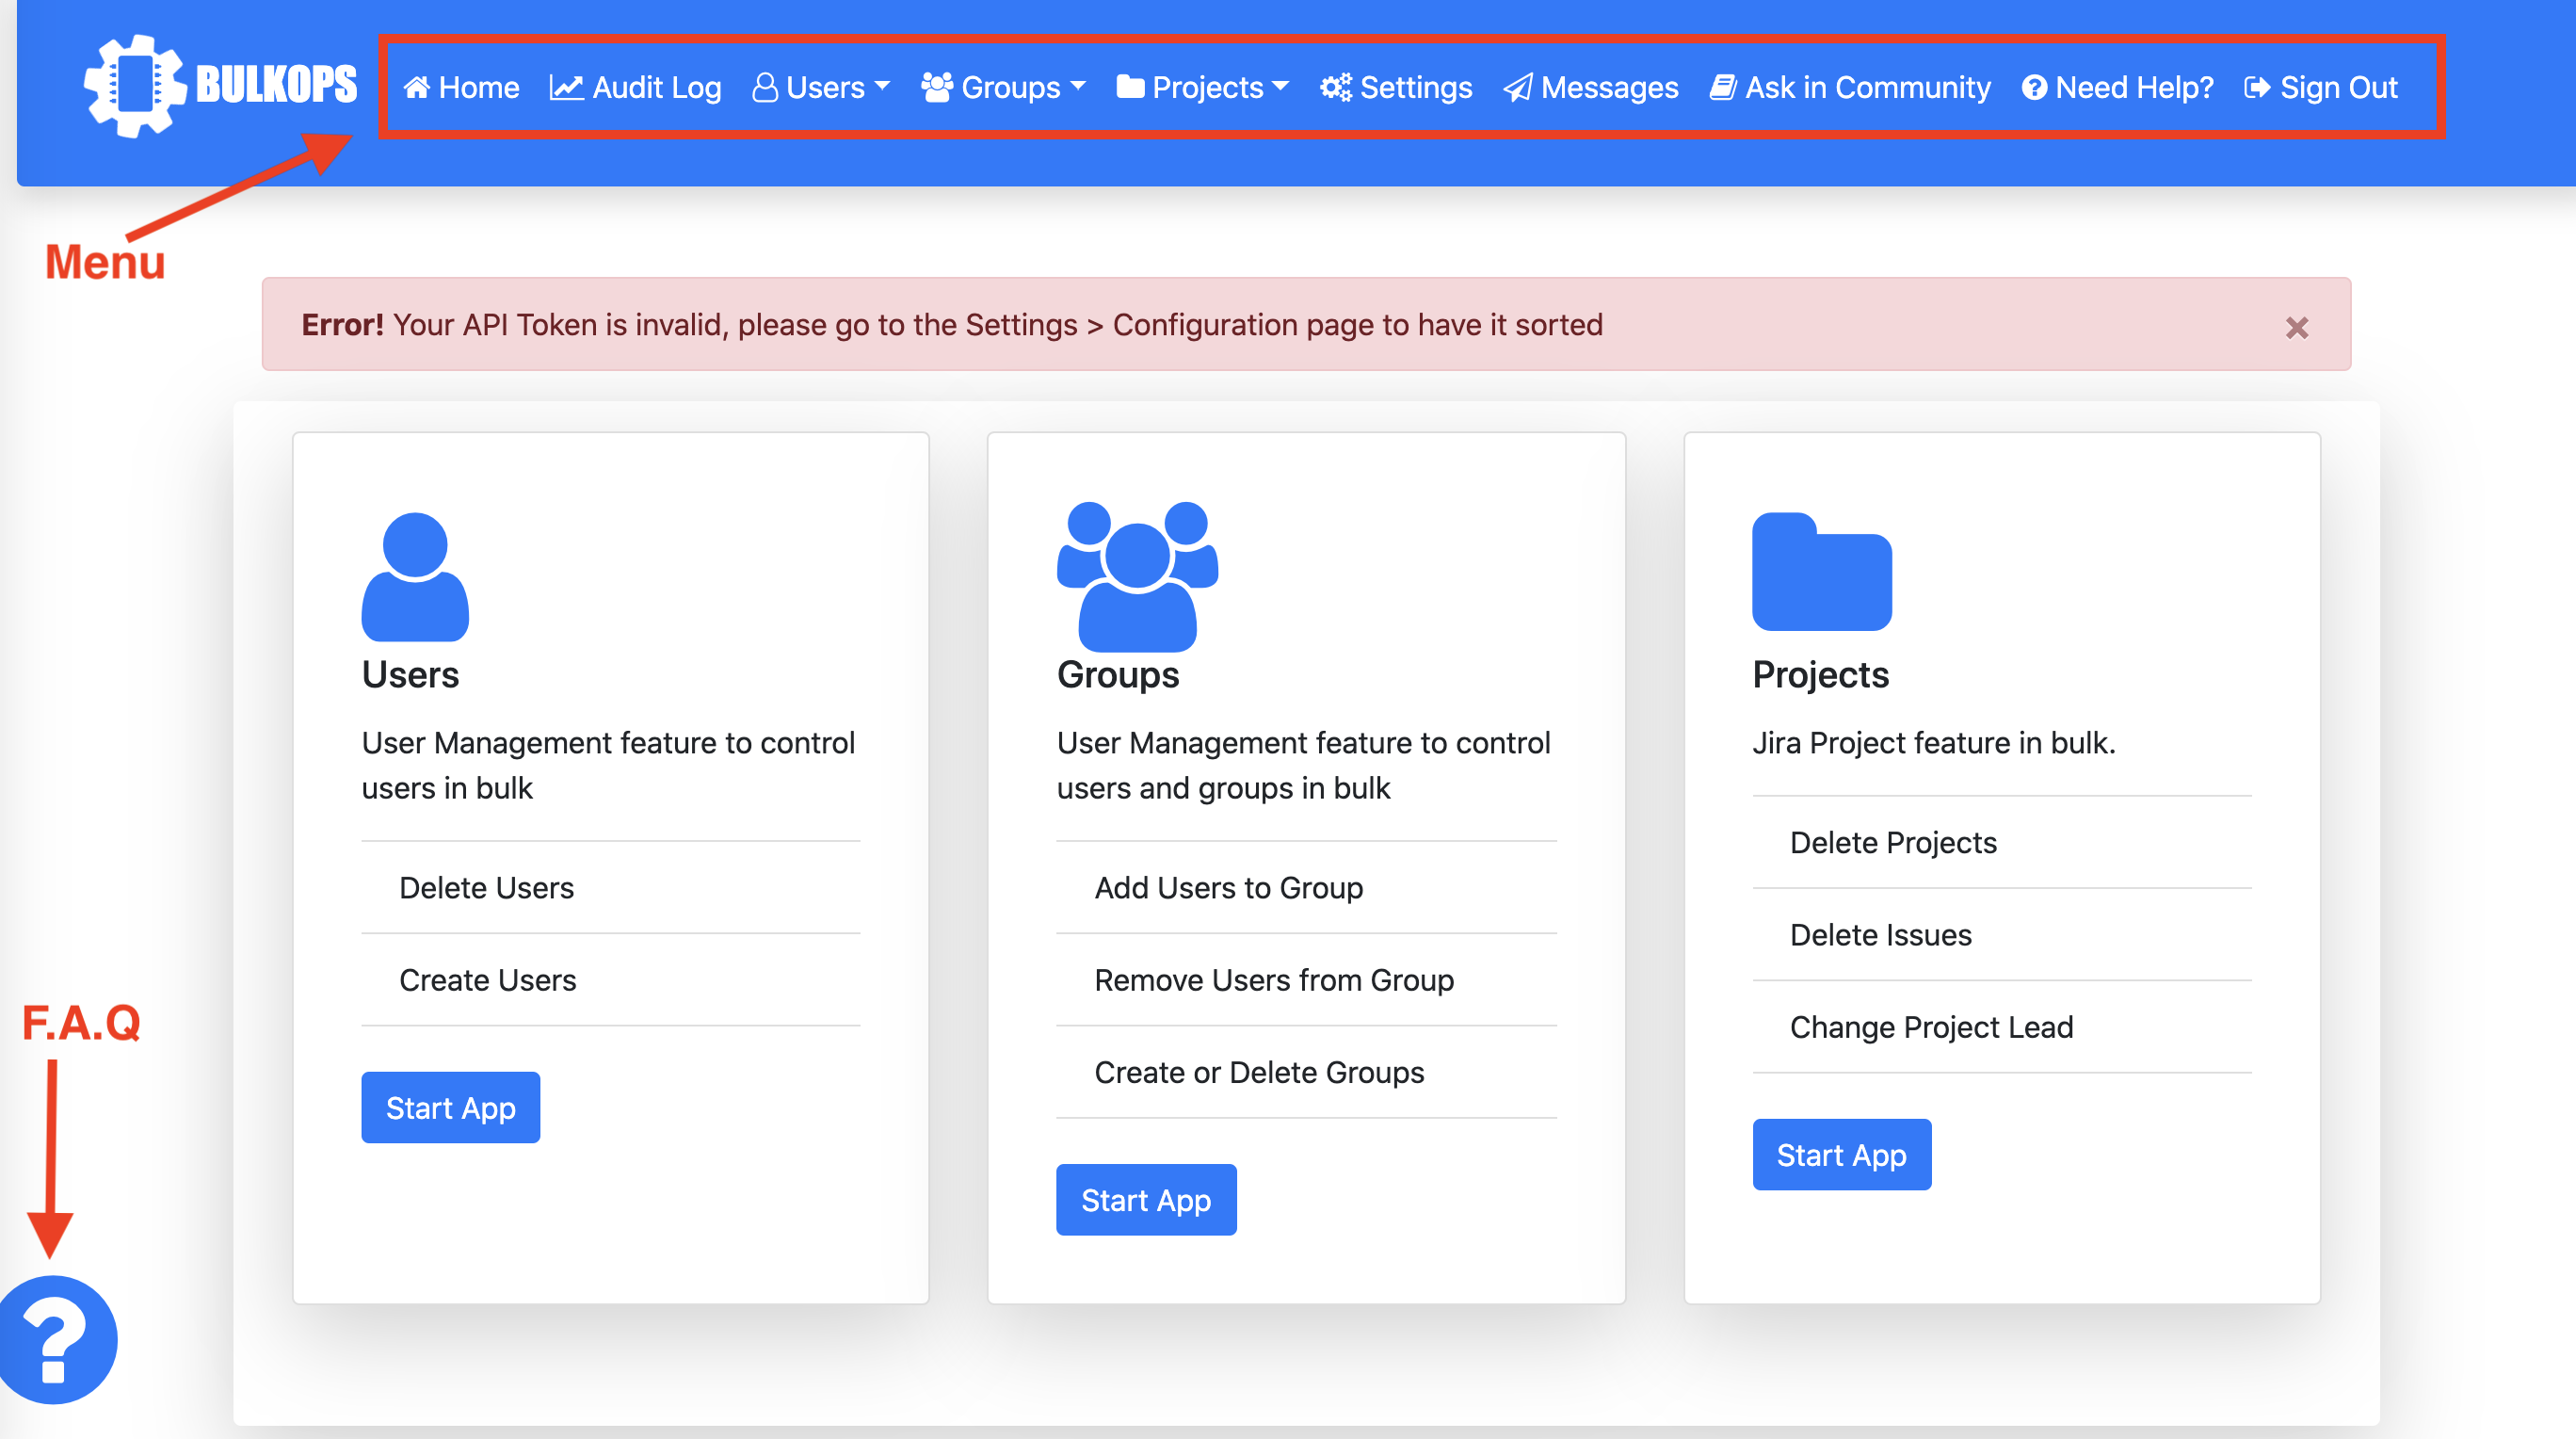 BULKOPS
Home Audit Log Users Groups Projects Settings Messages Ask in Community Need Help? Sign Out
Menu
Error! Your API Token is invalid, please go to the Settings > Configuration page to have it sorted ×
Users
User Management feature to control
users in bulk
Delete Users
Create Users
Start App
Groups
User Management feature to control
users and groups in bulk
Add Users to Group
Remove Users from Group
Create or Delete Groups
Start App
Projects
Jira Project feature in bulk.
Delete Projects
Delete Issues
Change Project Lead
Start App
F.A.Q
?